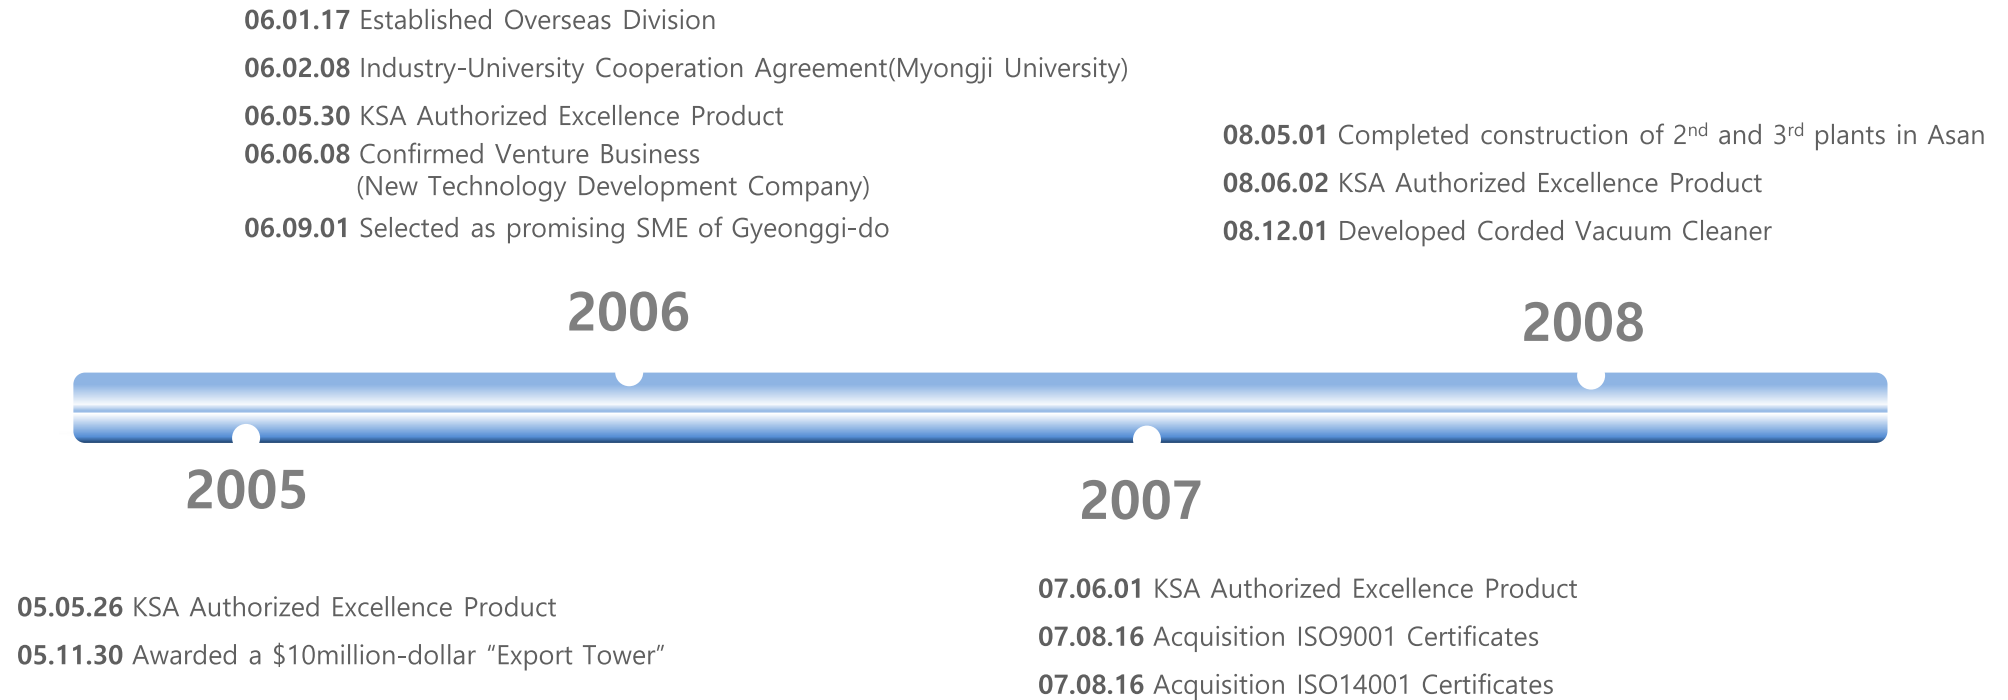 06.01.17 Established Overseas Division
06.02.08 Industry-University Cooperation Agreement(Myongji University)
06.05.30 KSA Authorized Excellence Product
06.06.08 Confirmed Venture Business
(New Technology Development Company)
06.09.01 Selected as promising SME of Gyeonggi-do
08.05.01 Completed construction of 2nd and 3rd plants in Asan
08.06.02 KSA Authorized Excellence Product
08.12.01 Developed Corded Vacuum Cleaner
2006
2008
2005
2007
05.05.26 KSA Authorized Excellence Product
05.11.30 Awarded a $10million-dollar “Export Tower”
07.06.01 KSA Authorized Excellence Product
07.08.16 Acquisition ISO9001 Certificates
07.08.16 Acquisition ISO14001 Certificates